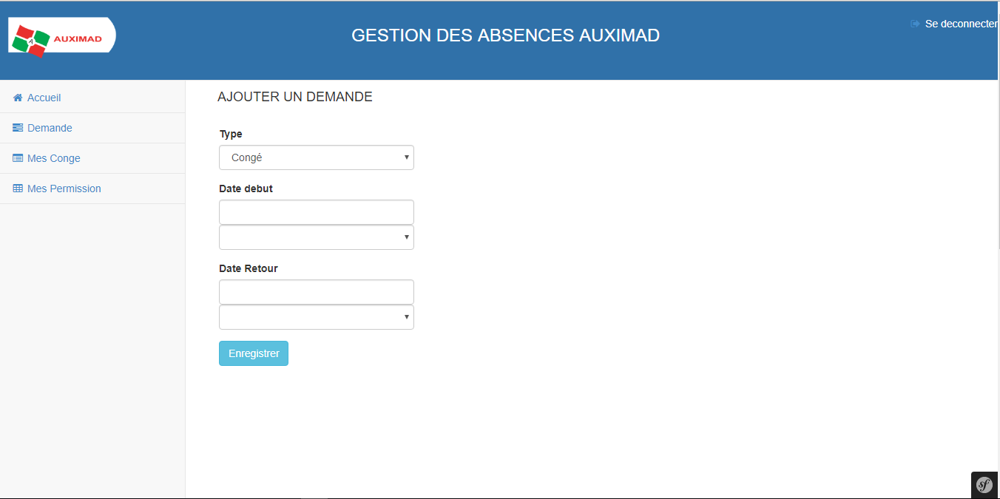 AUXIMAD
GESTION DES ABSENCES AUXIMAD
Se deconnecter
Accueil
Demande
Mes Conge
Mes Permission
AJOUTER UN DEMANDE
Type
Congé
Date debut
Date Retour
Enregistrer
sf